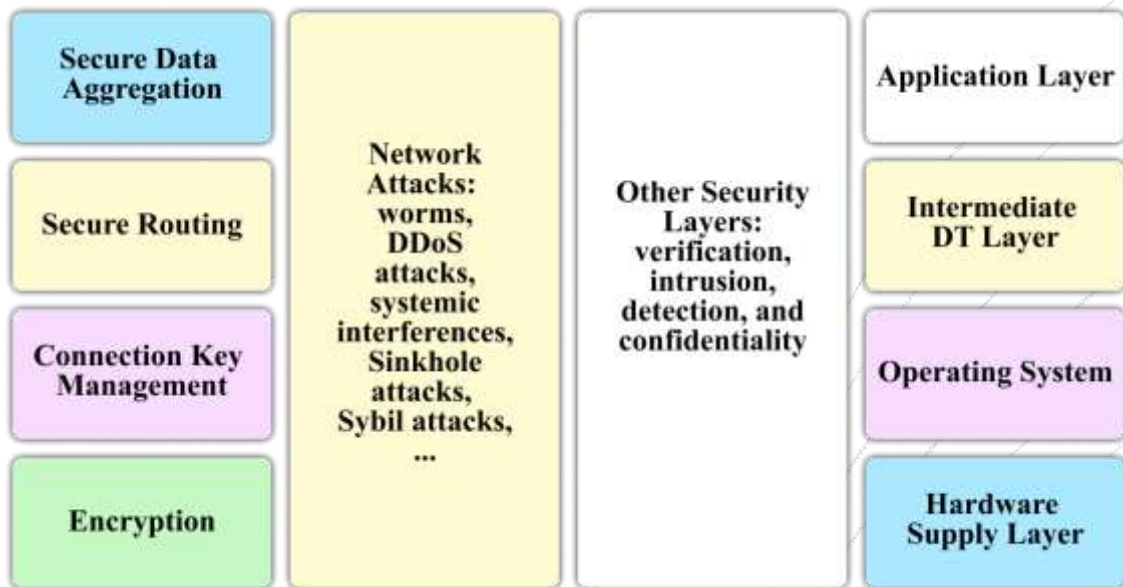 Secure Data
Aggregation
Secure Routing
Connection Key
Management
Encryption
Network
Attacks:
worms,
DDoS
attacks,
systemic
interferences,
Sinkhole
attacks,
Sybil attacks,
...
Other Security
Layers:
verification,
intrusion,
detection, and
confidentiality
Application Layer
Intermediate
DT Layer
Operating System
Hardware
Supply Layer